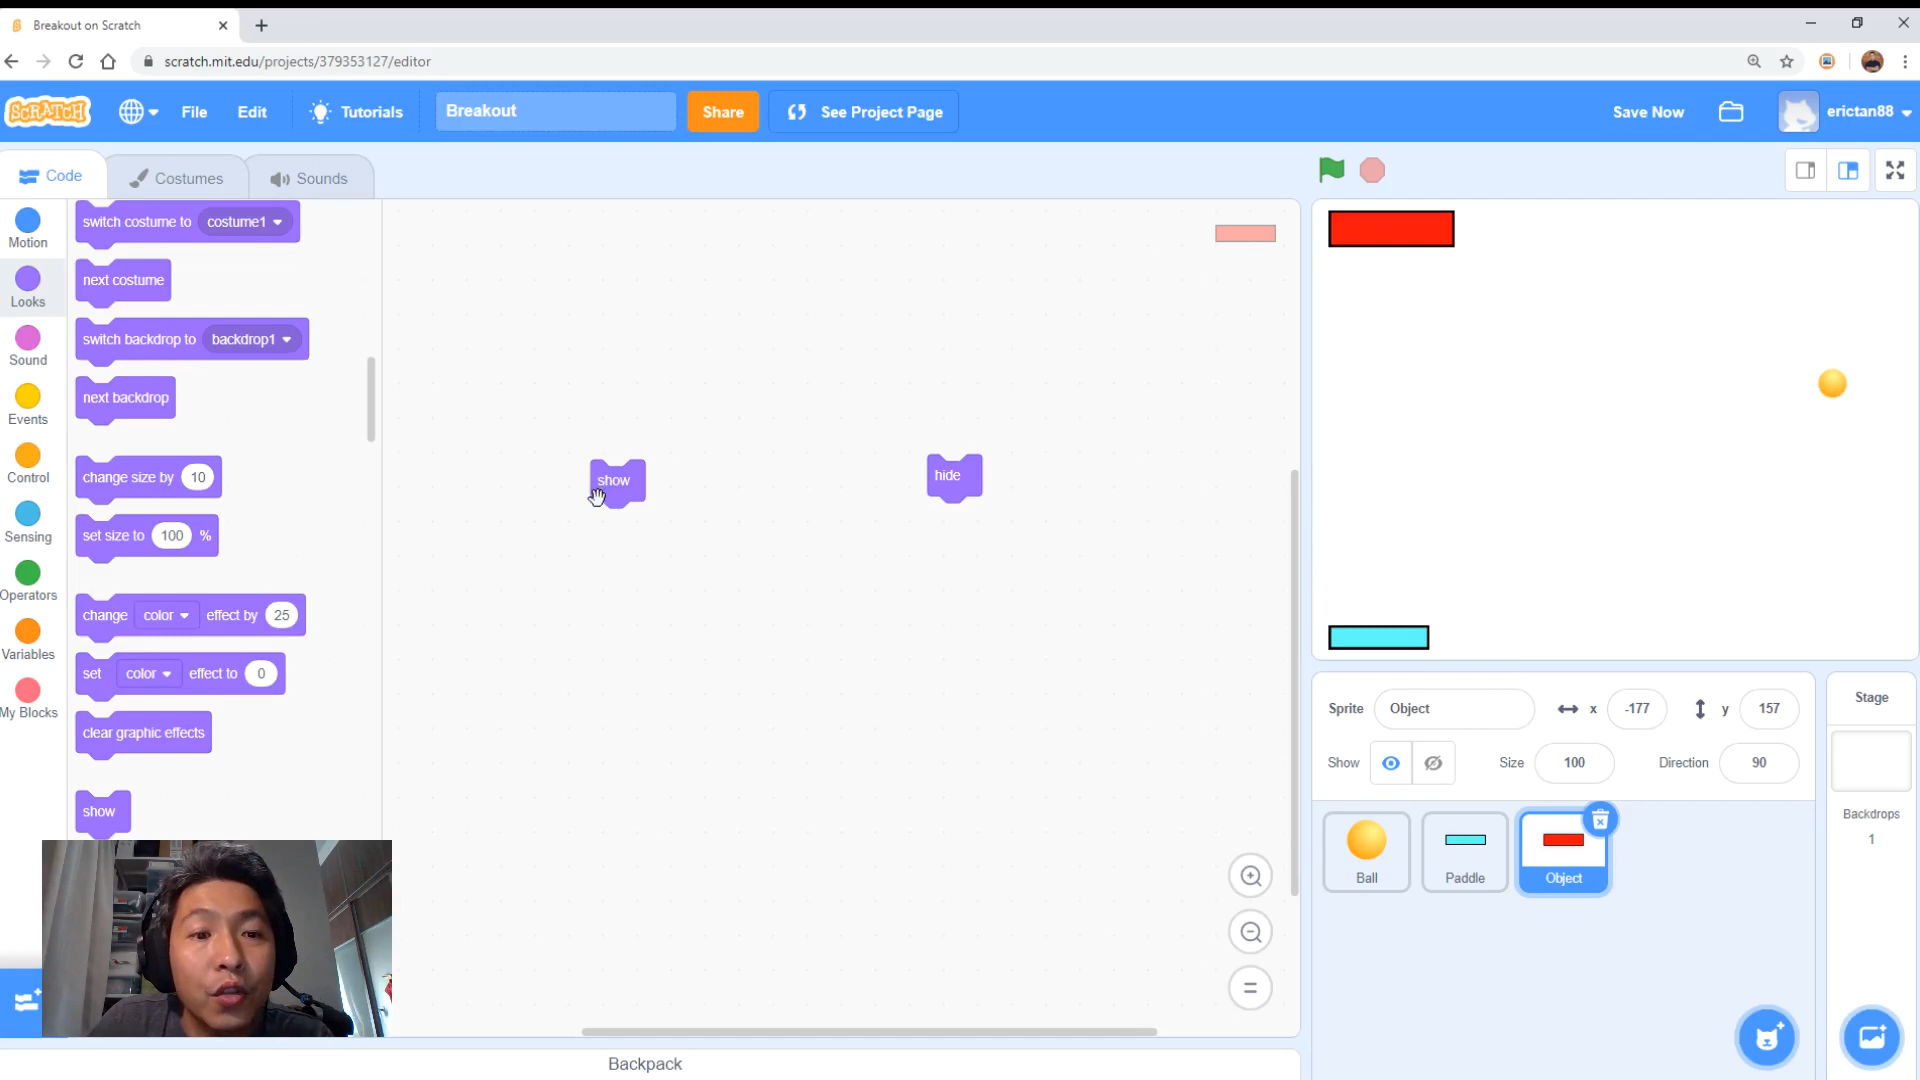 Breakout on Scratch
scratch.mit.edu/projects/379353127/editor
SCRATCH File Edit Tutorials Breakout Share See Project Page Save Now erictan88
Code Costumes Sounds
Motion
Looks
Sound
Events
Control
Sensing
Operators
Variables
My Blocks
switch costume to costume1
next costume
switch backdrop to backdrop1
next backdrop
change size by 10
set size to 100 %
change color effect by 25
set color effect to 0
clear graphic effects
show
show
hide
Sprite Object x -177 y 157
Show Size 100 Direction 90
Ball Paddle Object
Stage
Backdrops
1
Backpack